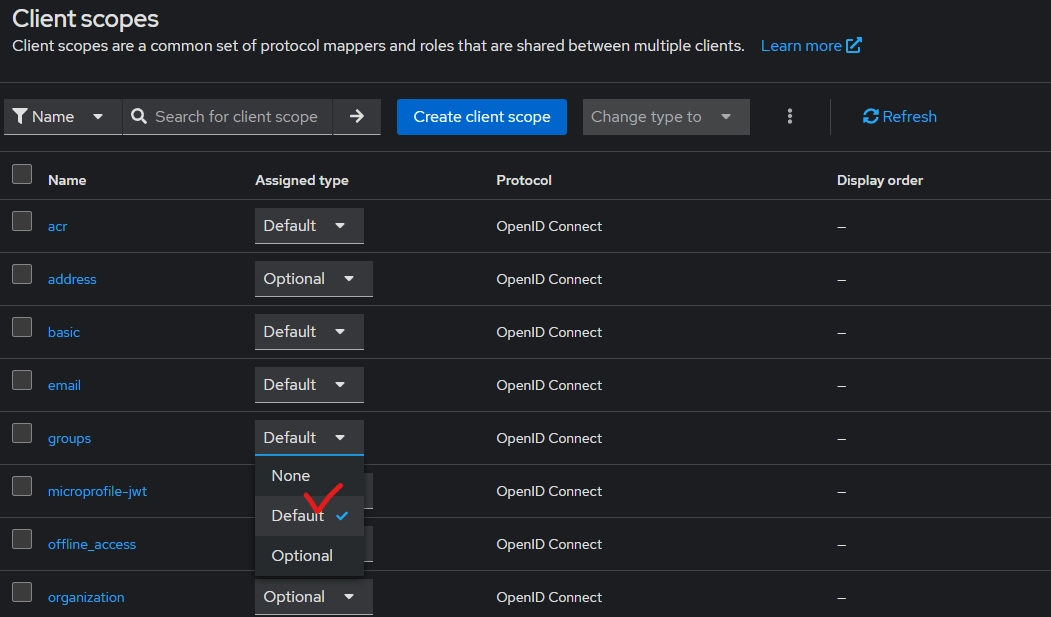 Client scopes
Client scopes are a common set of protocol mappers and roles that are shared between multiple clients. Learn more
Name Search for client scope Create client scope Change type to Refresh
Name Assigned type Protocol Display order
acr Default OpenID Connect –
address Optional OpenID Connect –
basic Default OpenID Connect –
email Default OpenID Connect –
groups Default OpenID Connect –
None
microprofile-jwt OpenID Connect –
Default
offline_access OpenID Connect –
Optional
organization Optional OpenID Connect –